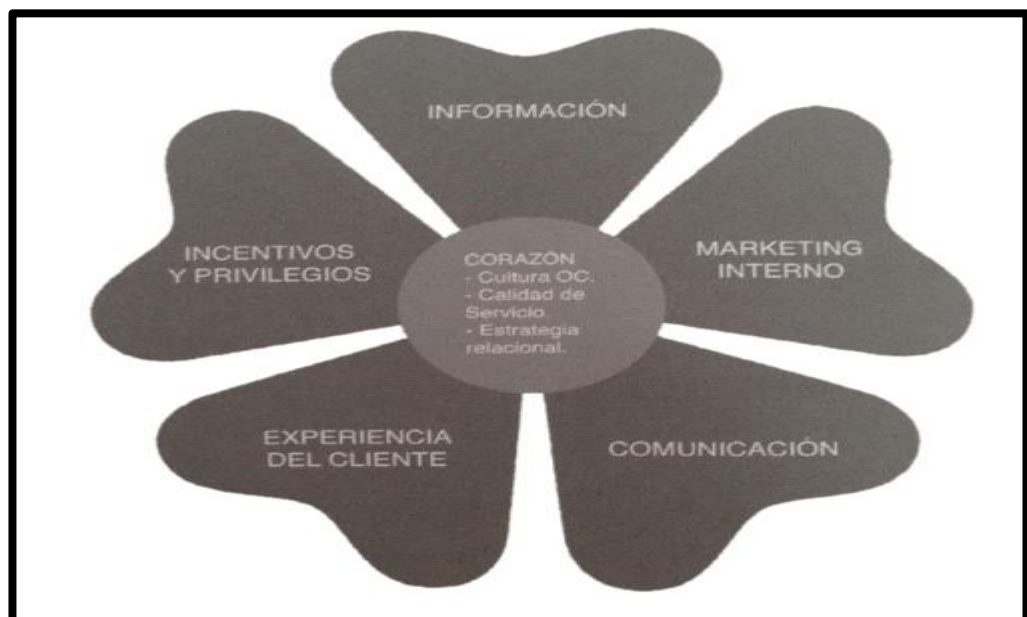 INFORMACIÓN
MARKETING
INTERNO
COMUNICACIÓN
EXPERIENCIA
DEL CLIENTE
INCENTIVOS
Y PRIVILEGIOS
CORAZÓN
- Cultura OC.
- Calidad de
Servicio.
- Estrategia
relacional.